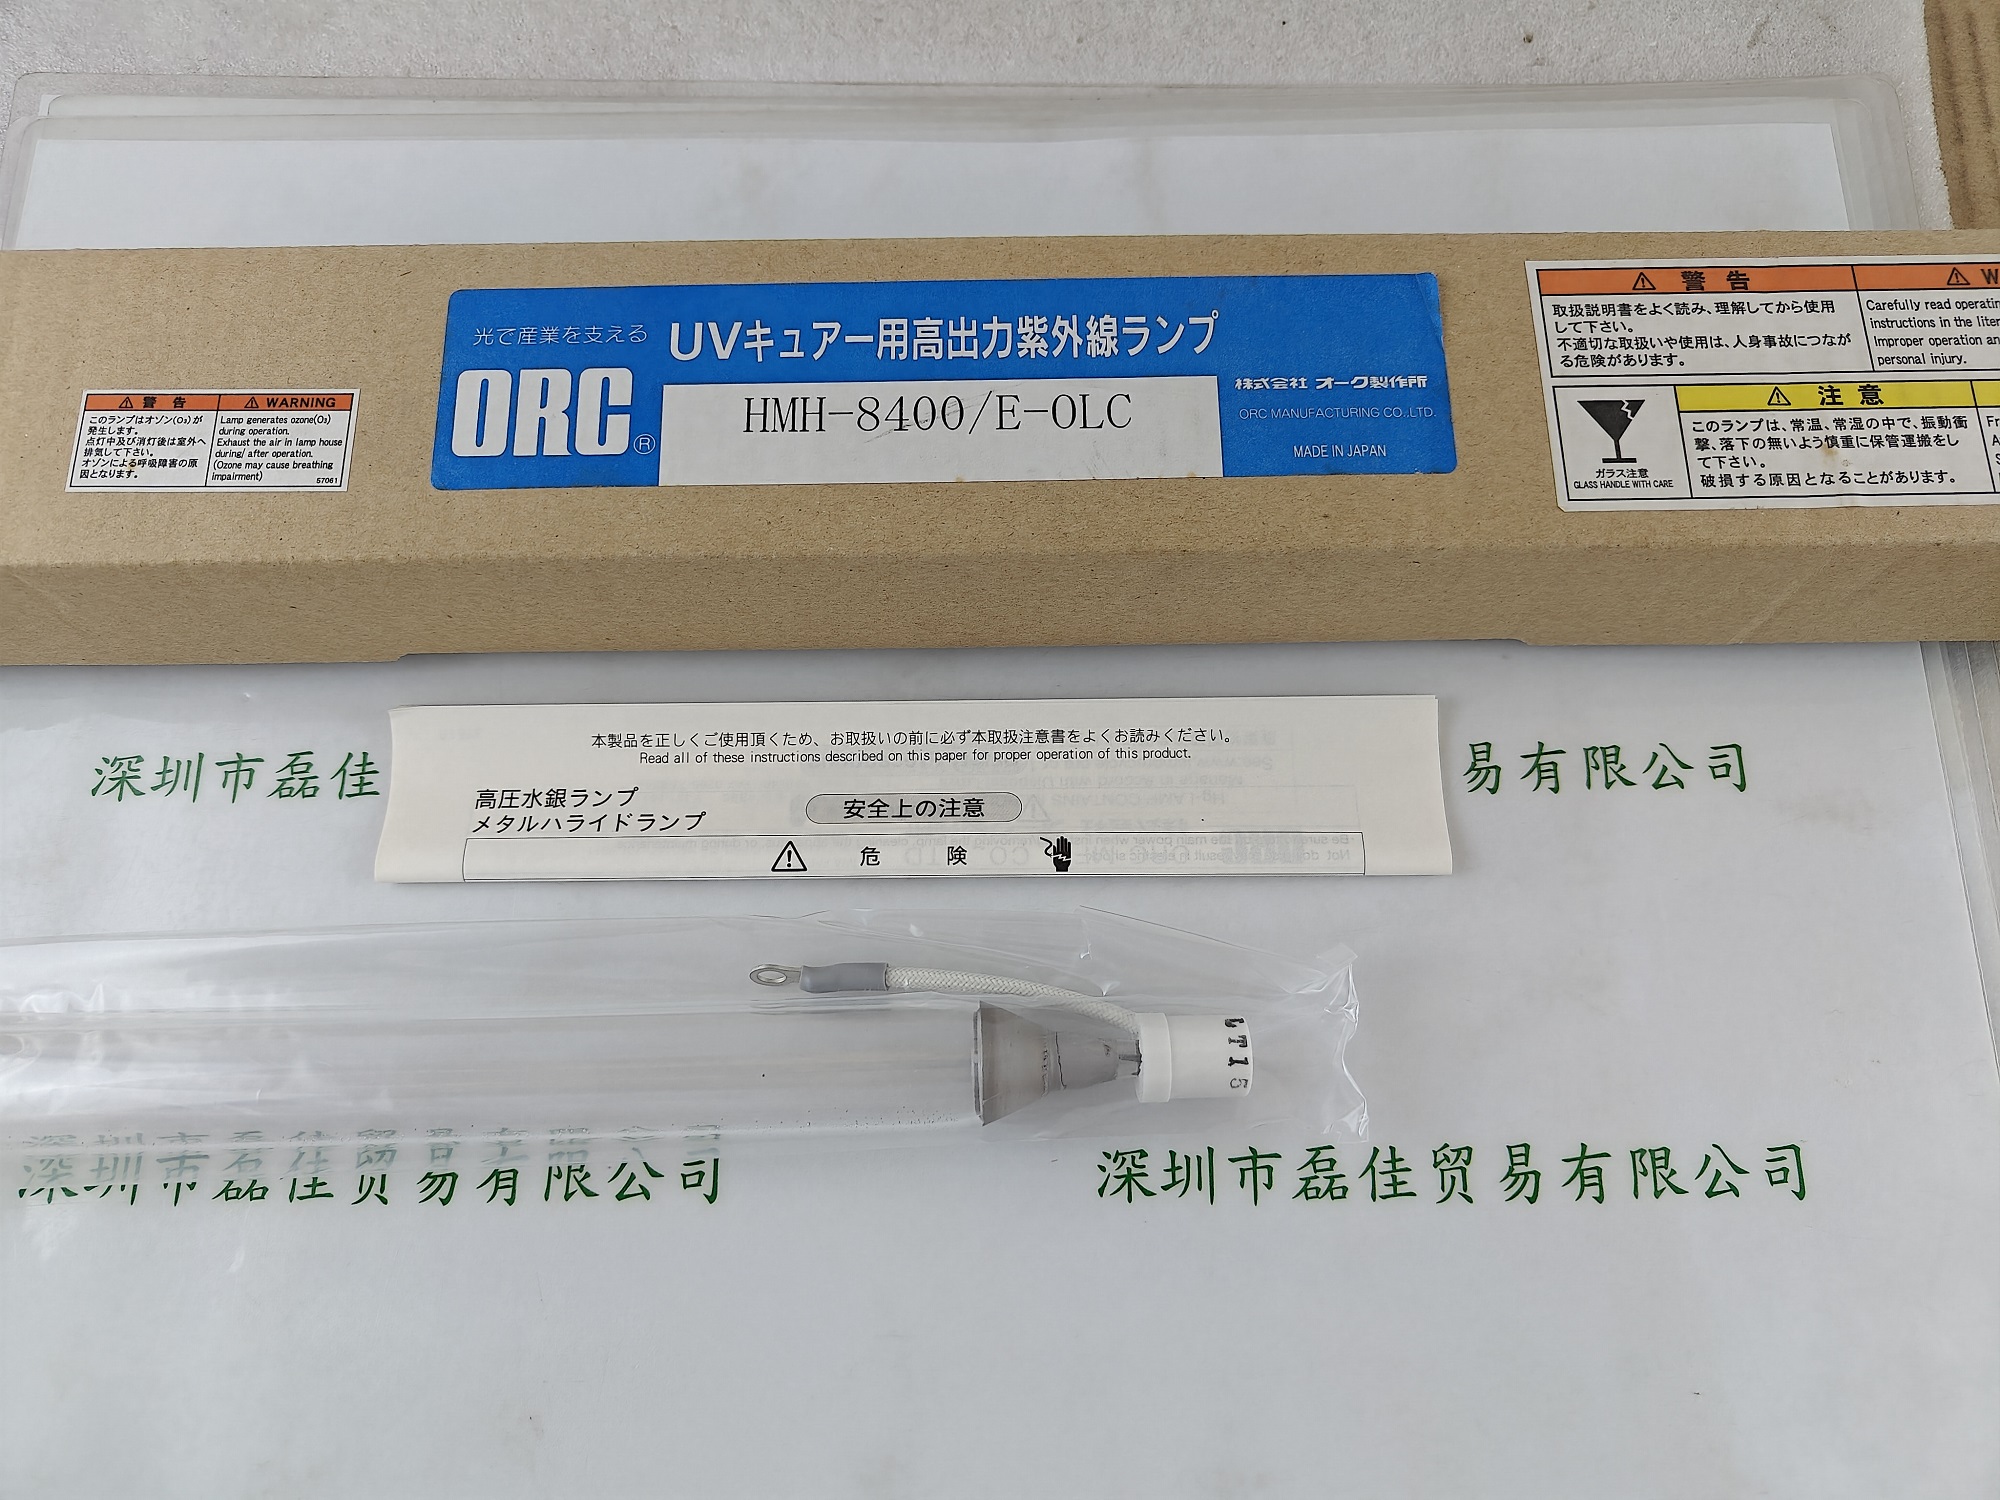 光で産業を支える
UVキュアー用高出力紫外線ランプ
ORC®
HMH-8400/E-OLC
株式会社 オーク製作所
ORC MANUFACTURING CO.,LTD.
MADE IN JAPAN
警告
このランプはオゾン(O₃)が
発生します。
点灯中及び消灯後は室外へ
排気して下さい。
オゾンによる呼吸障害の原
因となります。
WARNING
Lamp generates ozone(O₃)
during operation.
Exhaust the air in lamp house
during/ after operation.
(Ozone may cause breathing
impairment)
57061
警告
取扱説明書をよく読み、理解してから使用
して下さい。
不適切な取扱いや使用は、人身事故につなが
る危険があります。
Carefully read
instructions in the
Improper operation
personal injury.
ガラス注意
GLASS HANDLE WITH CARE
注意
このランプは、常温、常湿の中で、振動衝
撃、落下の無いよう慎重に保管運搬をし
て下さい。
破損する原因となることがあります。
本製品を正しくご使用頂くため、お取扱いの前に必ず本取扱注意書をよくお読みください。
Read all of these instructions described on this paper for proper operation of this product.
高圧水銀ランプ
メタルハライドランプ
安全上の注意
危険
深圳市磊佳
易有限公司
LT15
深圳市磊佳贸易有限公司
深圳市磊佳贸易有限公司